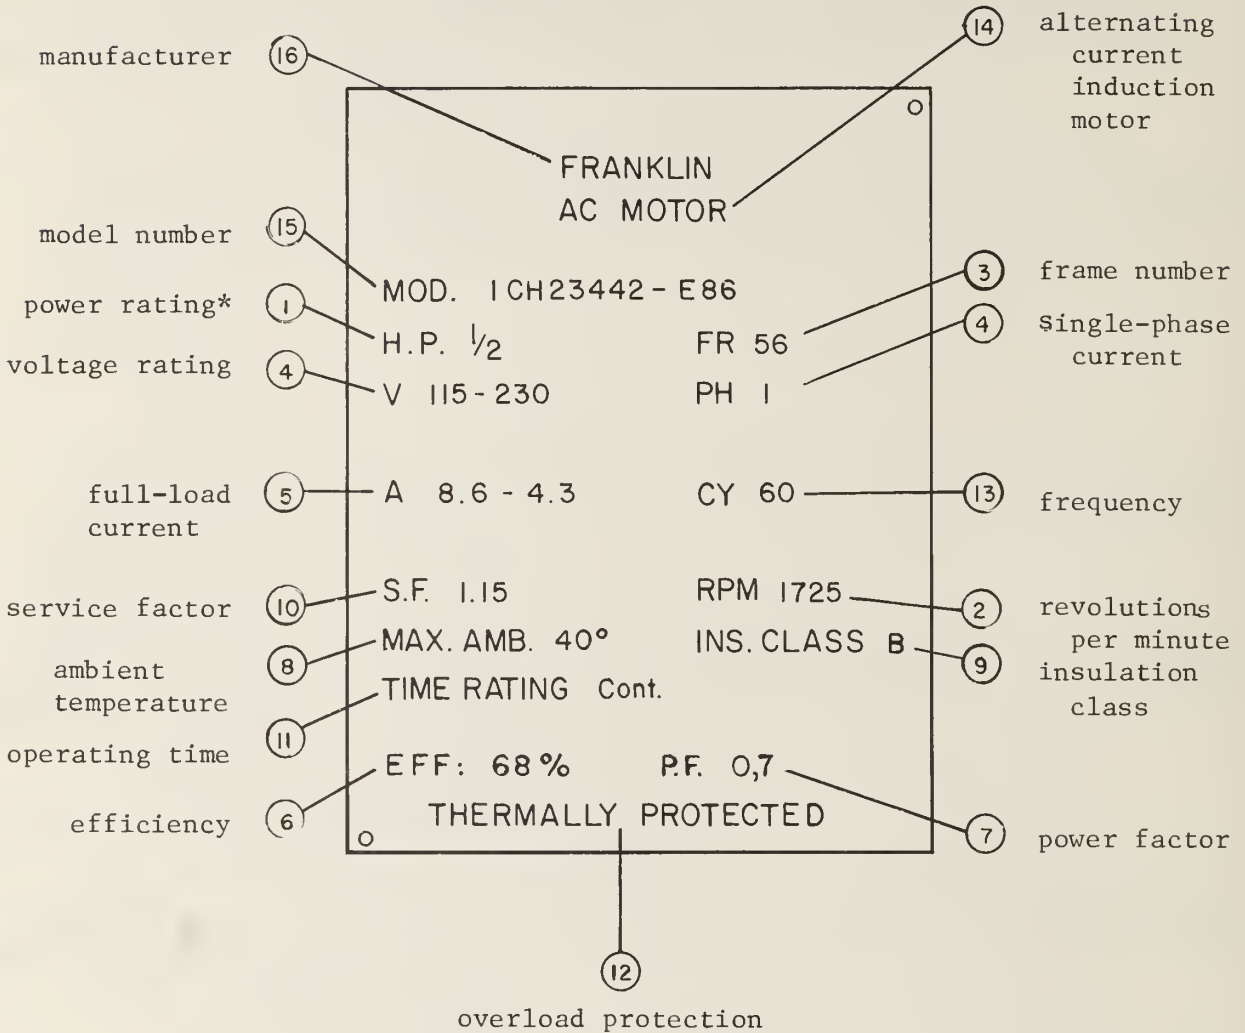 manufacturer 16
14 alternating
current
induction
motor
FRANKLIN
AC MOTOR
model number 15
MOD. 1CH23442-E86
3 frame number
power rating* 1
H.P. 1/2
FR 56
4 single-phase
current
voltage rating 4
V 115-230
PH 1
full-load
current
5
A 8.6 - 4.3
CY 60
13 frequency
service factor 10
S.F. 1.15
RPM 1725
2 revolutions
per minute
ambient
temperature
8
MAX. AMB. 40°
INS. CLASS B
9 insulation
class
operating time 11
TIME RATING Cont.
efficiency 6
EFF: 68%
P.F. 0,7
7 power factor
THERMALLY PROTECTED
12
overload protection